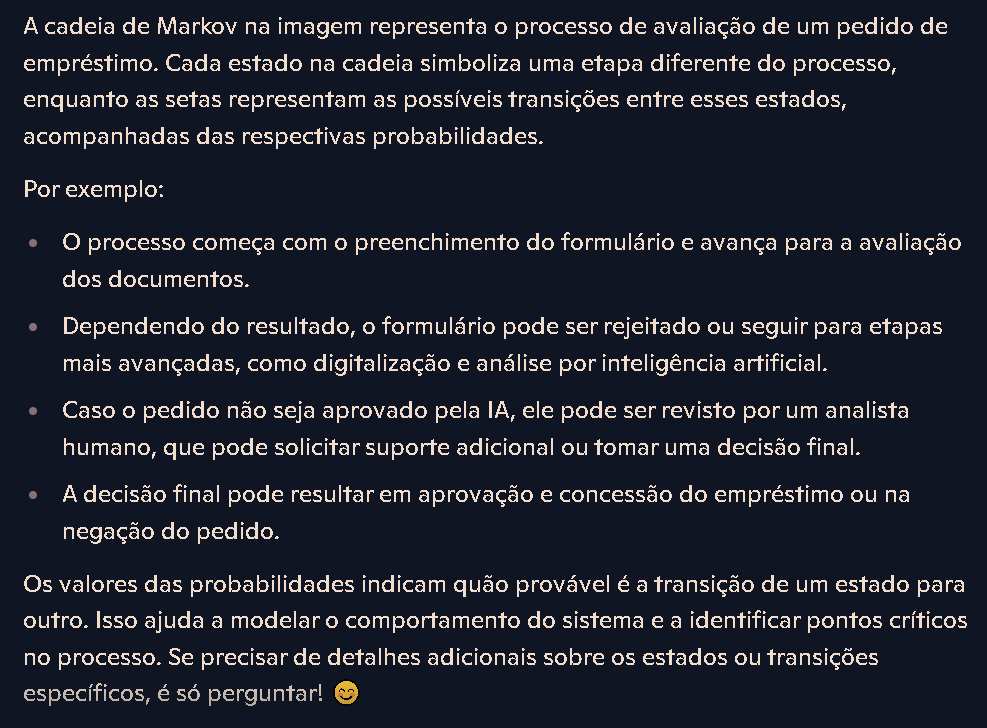 A cadeia de Markov na imagem representa o processo de avaliação de um pedido de
empréstimo. Cada estado na cadeia simboliza uma etapa diferente do processo,
enquanto as setas representam as possíveis transições entre esses estados,
acompanhadas das respectivas probabilidades.
Por exemplo:
• O processo começa com o preenchimento do formulário e avança para a avaliação
dos documentos.
• Dependendo do resultado, o formulário pode ser rejeitado ou seguir para etapas
mais avançadas, como digitalização e análise por inteligência artificial.
• Caso o pedido não seja aprovado pela IA, ele pode ser revisto por um analista
humano, que pode solicitar suporte adicional ou tomar uma decisão final.
• A decisão final pode resultar em aprovação e concessão do empréstimo ou na
negação do pedido.
Os valores das probabilidades indicam quão provável é a transição de um estado para
outro. Isso ajuda a modelar o comportamento do sistema e a identificar pontos críticos
no processo. Se precisar de detalhes adicionais sobre os estados ou transições
específicos, é só perguntar! 😊